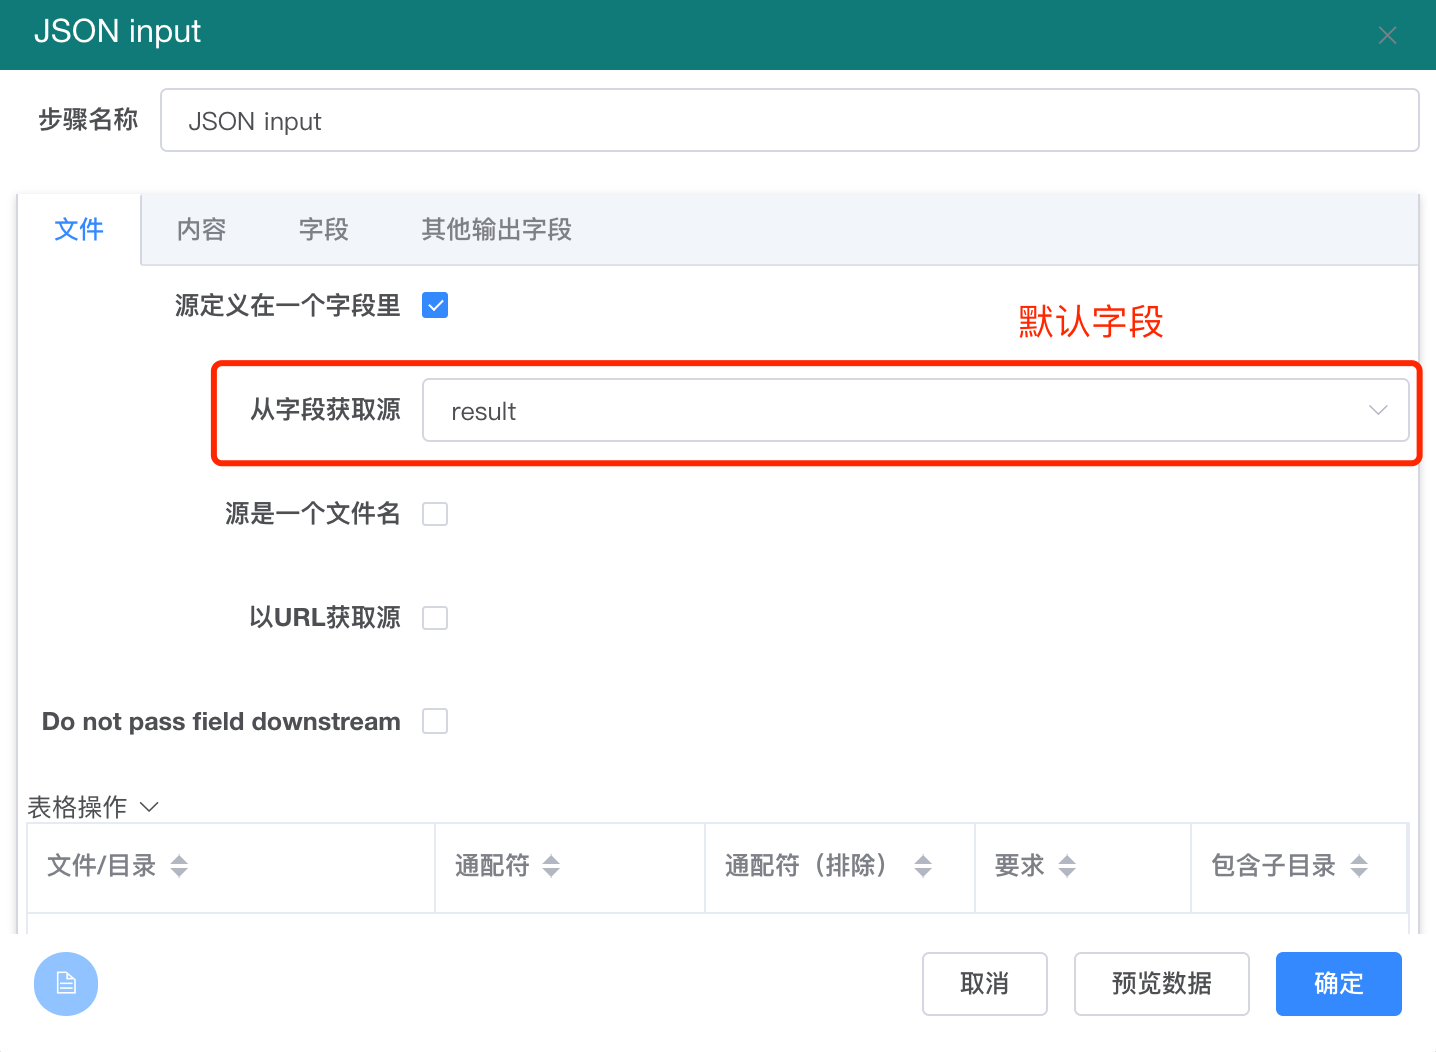 JSON input
步骤名称 JSON input
文件 内容 字段 其他输出字段
源定义在一个字段里
默认字段
从字段获取源 result
源是一个文件名
以URL获取源
Do not pass field downstream
表格操作
文件/目录 通配符 通配符（排除） 要求 包含子目录
取消 预览数据 确定